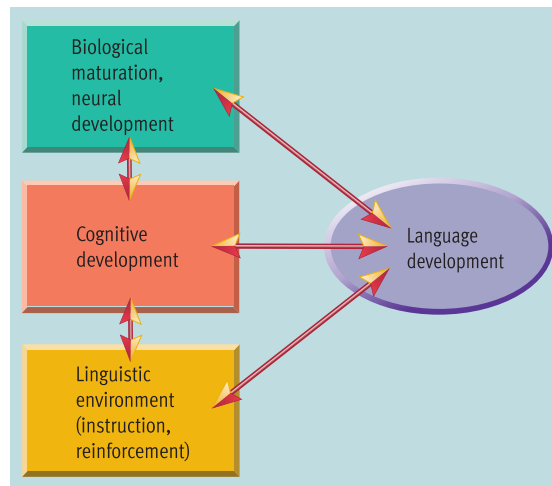 Biological
maturation,
neural
development
Cognitive
development
Language
development
Linguistic
environment
(instruction,
reinforcement)